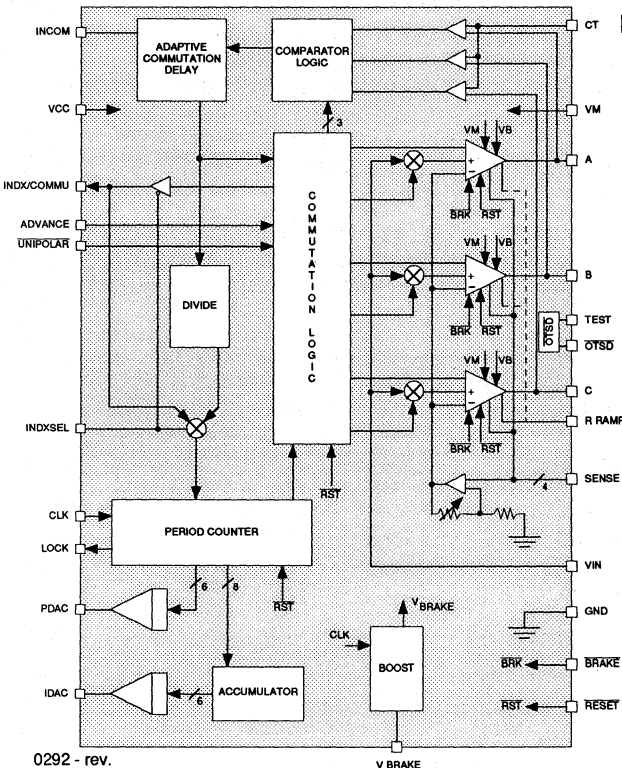 INCOM
ADAPTIVE
COMMUTATION
DELAY
COMPARATOR
LOGIC
CT
VCC
3
VM
VM
VB
A
BRK
RST
INDX/COMMU
ADVANCE
UNIPOLAR
COMMUTATION LOGIC
VM
VB
B
BRK
RST
DIVIDE
TEST
OTSD
OTSD
VM
VB
C
R RAMP
BRK
RST
INDXSEL
RST
SENSE
4
CLK
PERIOD COUNTER
LOCK
VIN
6
8
RST
PDAC
GND
V BRAKE
CLK
BOOST
BRK
BRAKE
IDAC
6
ACCUMULATOR
RST
RESET
0292 - rev.
V BRAKE